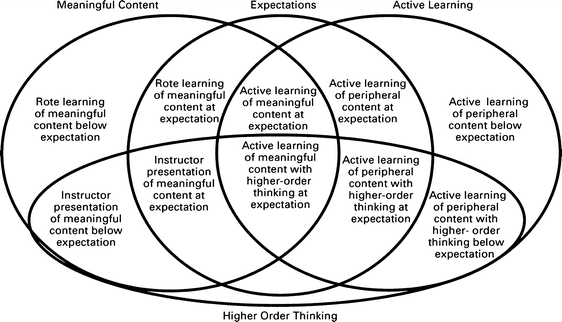 Meaningful Content
Expectations
Active Learning
Rote learning
of meaningful
content below
expectation
Rote learning
of meaningful
content at
expectation
Active learning
of meaningful
content at
expectation
Active learning
of peripheral
content at
expectation
Active learning
of peripheral
content below
expectation
Instructor
presentation
of meaningful
content below
expectation
Instructor
presentation
of meaningful
content at
expectation
Active learning
of meaningful
content with
higher-order
thinking at
expectation
Active learning
of peripheral
content with
higher-order
thinking at
expectation
Active learning
of peripheral
content with
higher- order
thinking below
expectation
Higher Order Thinking